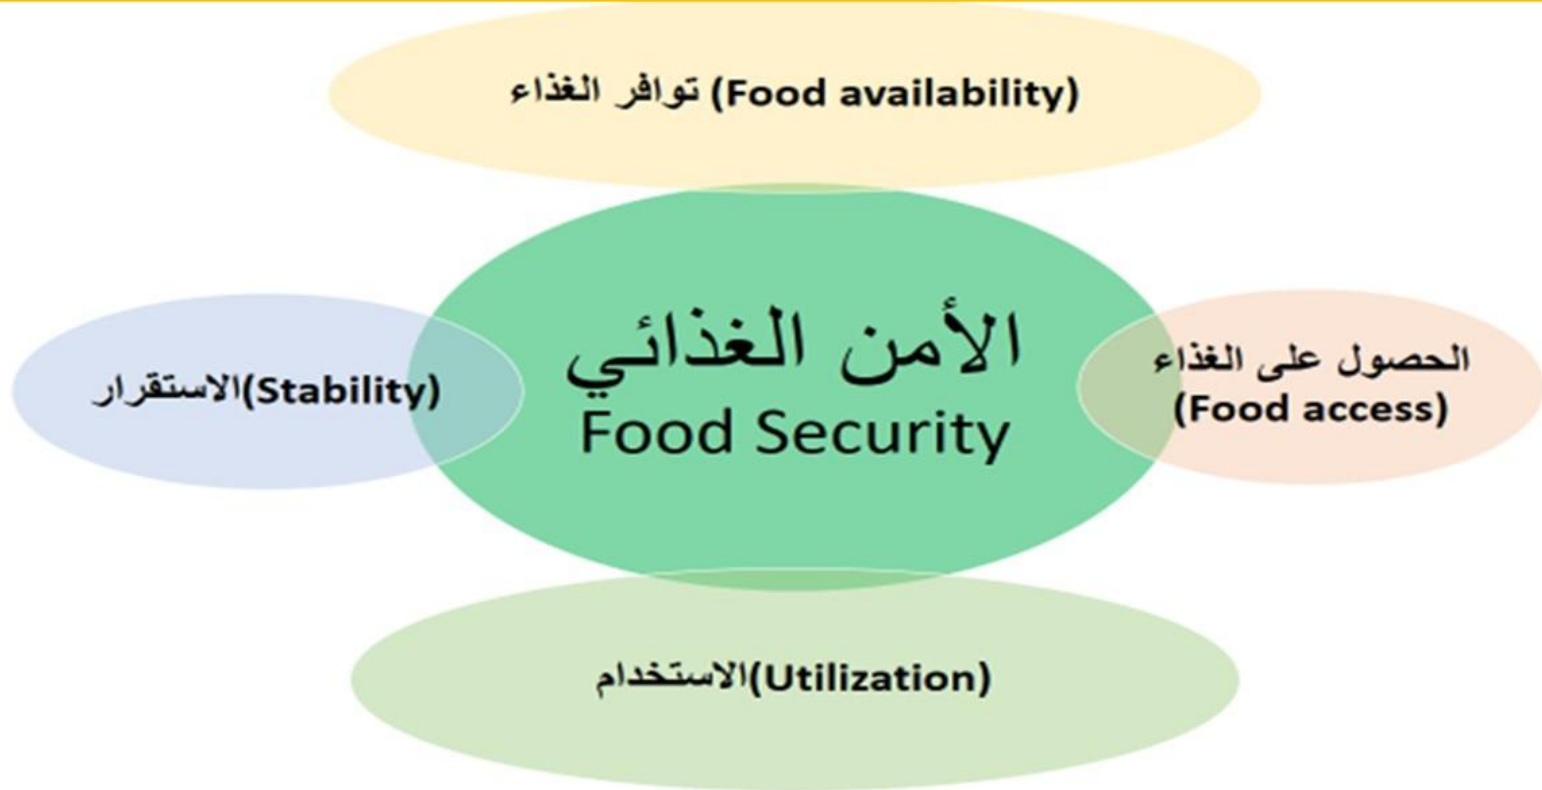 توافر الغذاء (Food availability)
الأمن الغذائي
Food Security
الحصول على الغذاء
(Food access)
الاستقرار(Stability)
الاستخدام(Utilization)